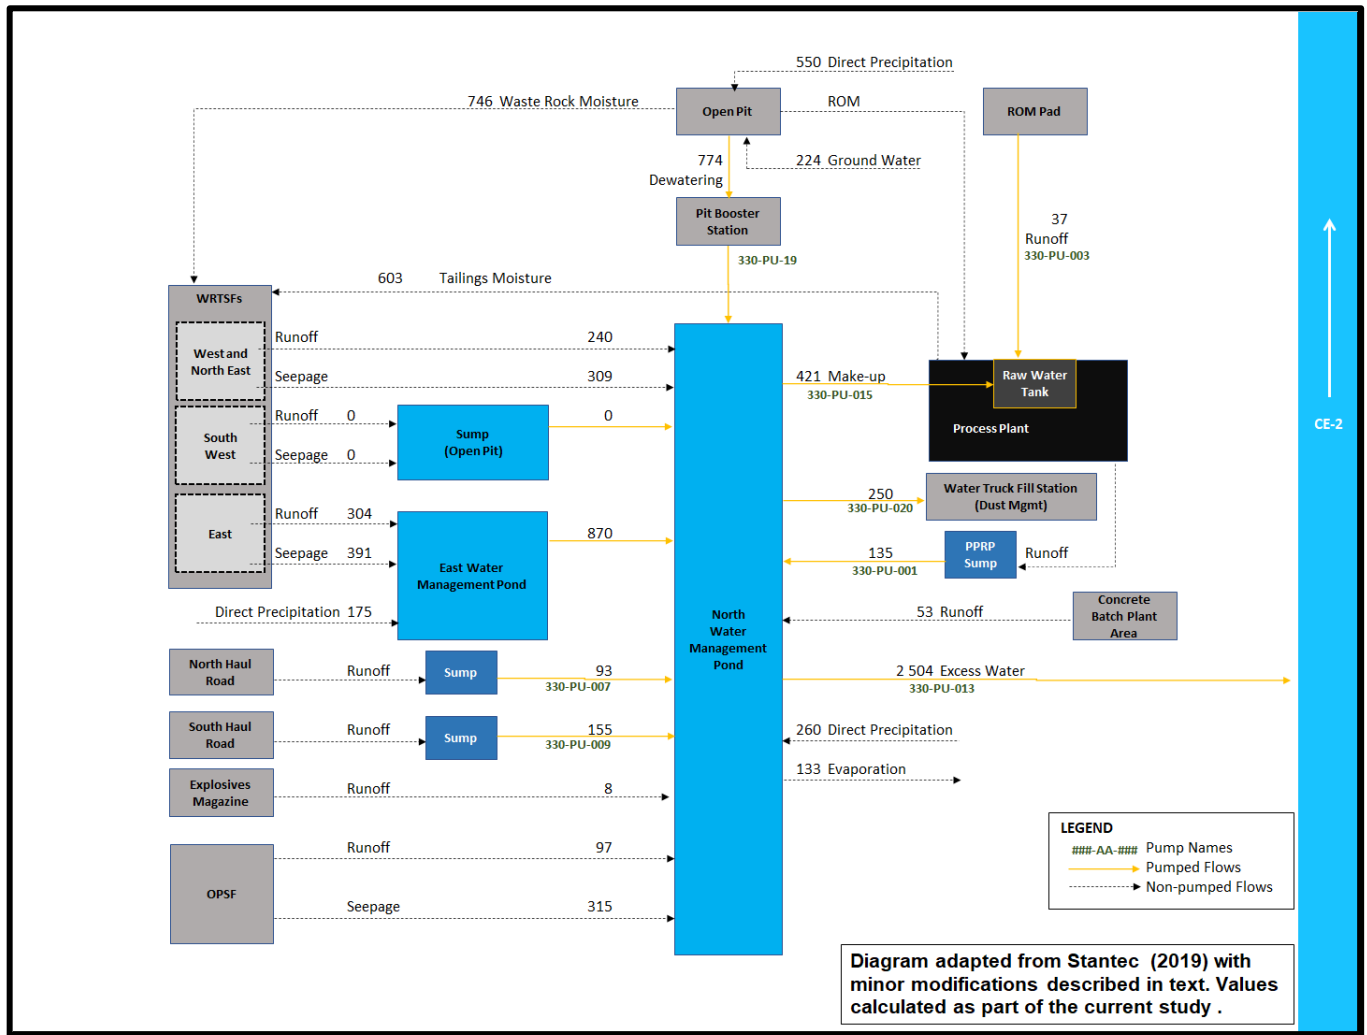 550 Direct Precipitation
746 Waste Rock Moisture
Open Pit
ROM
ROM Pad
774
Dewatering
224 Ground Water
Pit Booster
Station
37
Runoff
330-PU-003
330-PU-19
603 Tailings Moisture
WRTSFs
West and
North East
Runoff 240
Seepage 309
421 Make-up
330-PU-015
Raw Water
Tank
Process Plant
South
West
Runoff 0
Seepage 0
Sump
(Open Pit)
0
250
330-PU-020
Water Truck Fill Station
(Dust Mgmt)
East
Runoff 304
Seepage 391
East Water
Management Pond
870
135
330-PU-001
PPRP
Sump
Runoff
Direct Precipitation 175
North
Water
Management
Pond
53 Runoff
Concrete
Batch Plant
Area
North Haul
Road
Runoff
Sump
93
330-PU-007
2 504 Excess Water
330-PU-013
South Haul
Road
Runoff
Sump
155
330-PU-009
260 Direct Precipitation
133 Evaporation
Explosives
Magazine
Runoff 8
OPSF
Runoff 97
Seepage 315
CE-2
LEGEND
###-AA-### Pump Names
Pumped Flows
Non-pumped Flows
Diagram adapted from Stantec (2019) with
minor modifications described in text. Values
calculated as part of the current study .